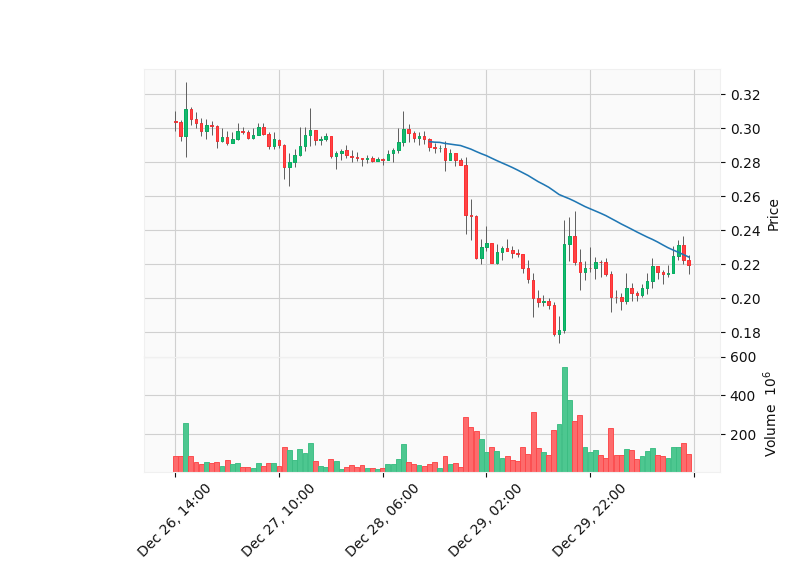 0.32
0.30
0.28
0.26
0.24
0.22
0.20
0.18
Price
600
400
200
Volume 10⁶
Dec 26, 14:00
Dec 27, 10:00
Dec 28, 06:00
Dec 29, 02:00
Dec 29, 22:00